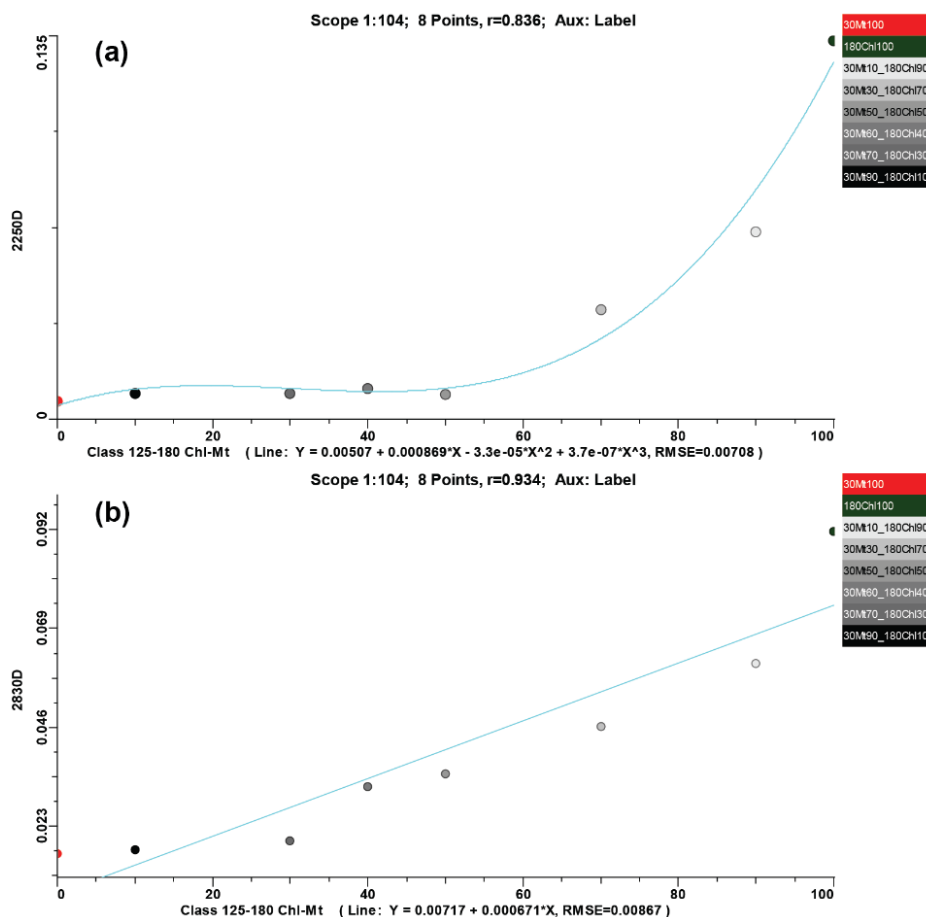 Scope 1:104; 8 Points, r=0.836; Aux: Label
(a)
0.135
2250D
0
0 20 40 60 80 100
Class 125-180 Chl-Mt ( Line: Y = 0.00507 + 0.000869*X - 3.3e-05*X^2 + 3.7e-07*X^3, RMSE=0.00708 )
30Mt100
180Chl100
30Mt10_180Chl90
30Mt30_180Chl70
30Mt50_180Chl50
30Mt60_180Chl40
30Mt70_180Chl30
30Mt90_180Chl10
Scope 1:104; 8 Points, r=0.934; Aux: Label
(b)
0.092
0.069
2830D
0.046
0.023
0 20 40 60 80 100
Class 125-180 Chl-Mt ( Line: Y = 0.00717 + 0.000671*X, RMSE=0.00867 )
30Mt100
180Chl100
30Mt10_180Chl90
30Mt30_180Chl70
30Mt50_180Chl50
30Mt60_180Chl40
30Mt70_180Chl30
30Mt90_180Chl10